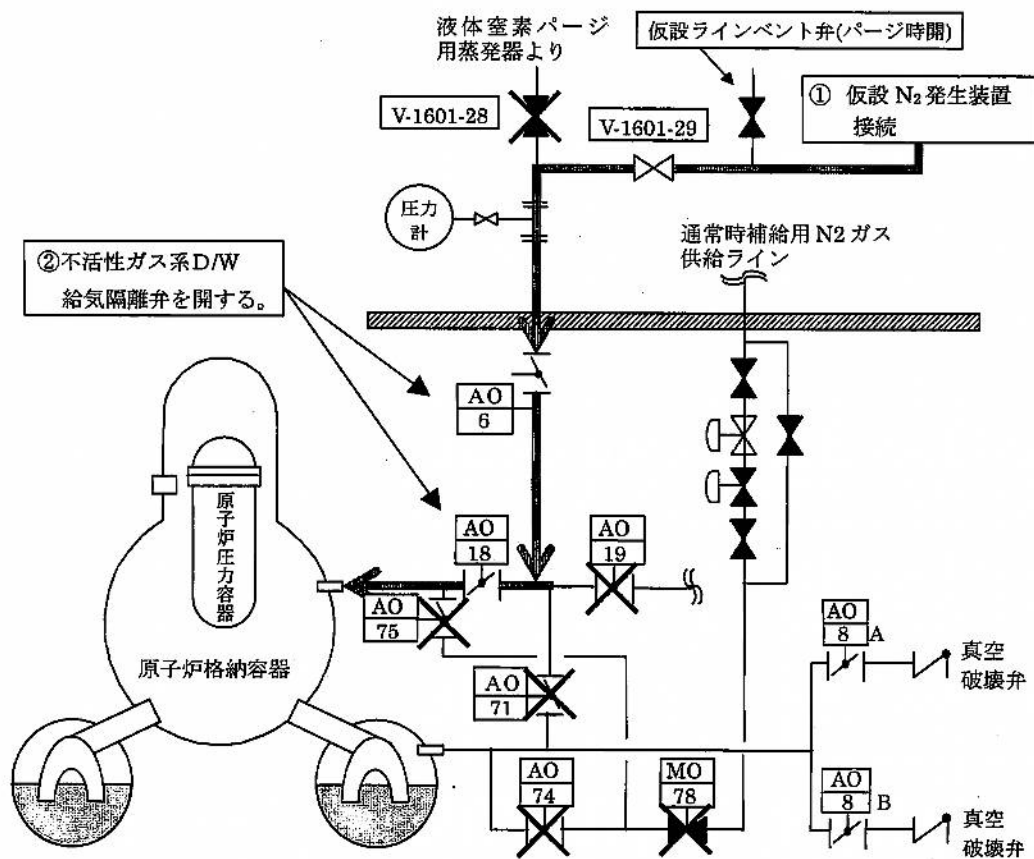 液体窒素パージ
用蒸発器より
仮設ラインベント弁(パージ時開)
① 仮設 N₂ 発生装置
接続
V-1601-28
V-1601-29
圧力
計
通常時補給用 N2 ガス
供給ライン
②不活性ガス系 D/W
給気隔離弁を開する。
AO
6
原子炉圧力容器
AO
18
AO
19
AO
75
原子炉格納容器
AO
71
AO
8
A
真空
破壊弁
AO
74
MO
78
AO
8
B
真空
破壊弁